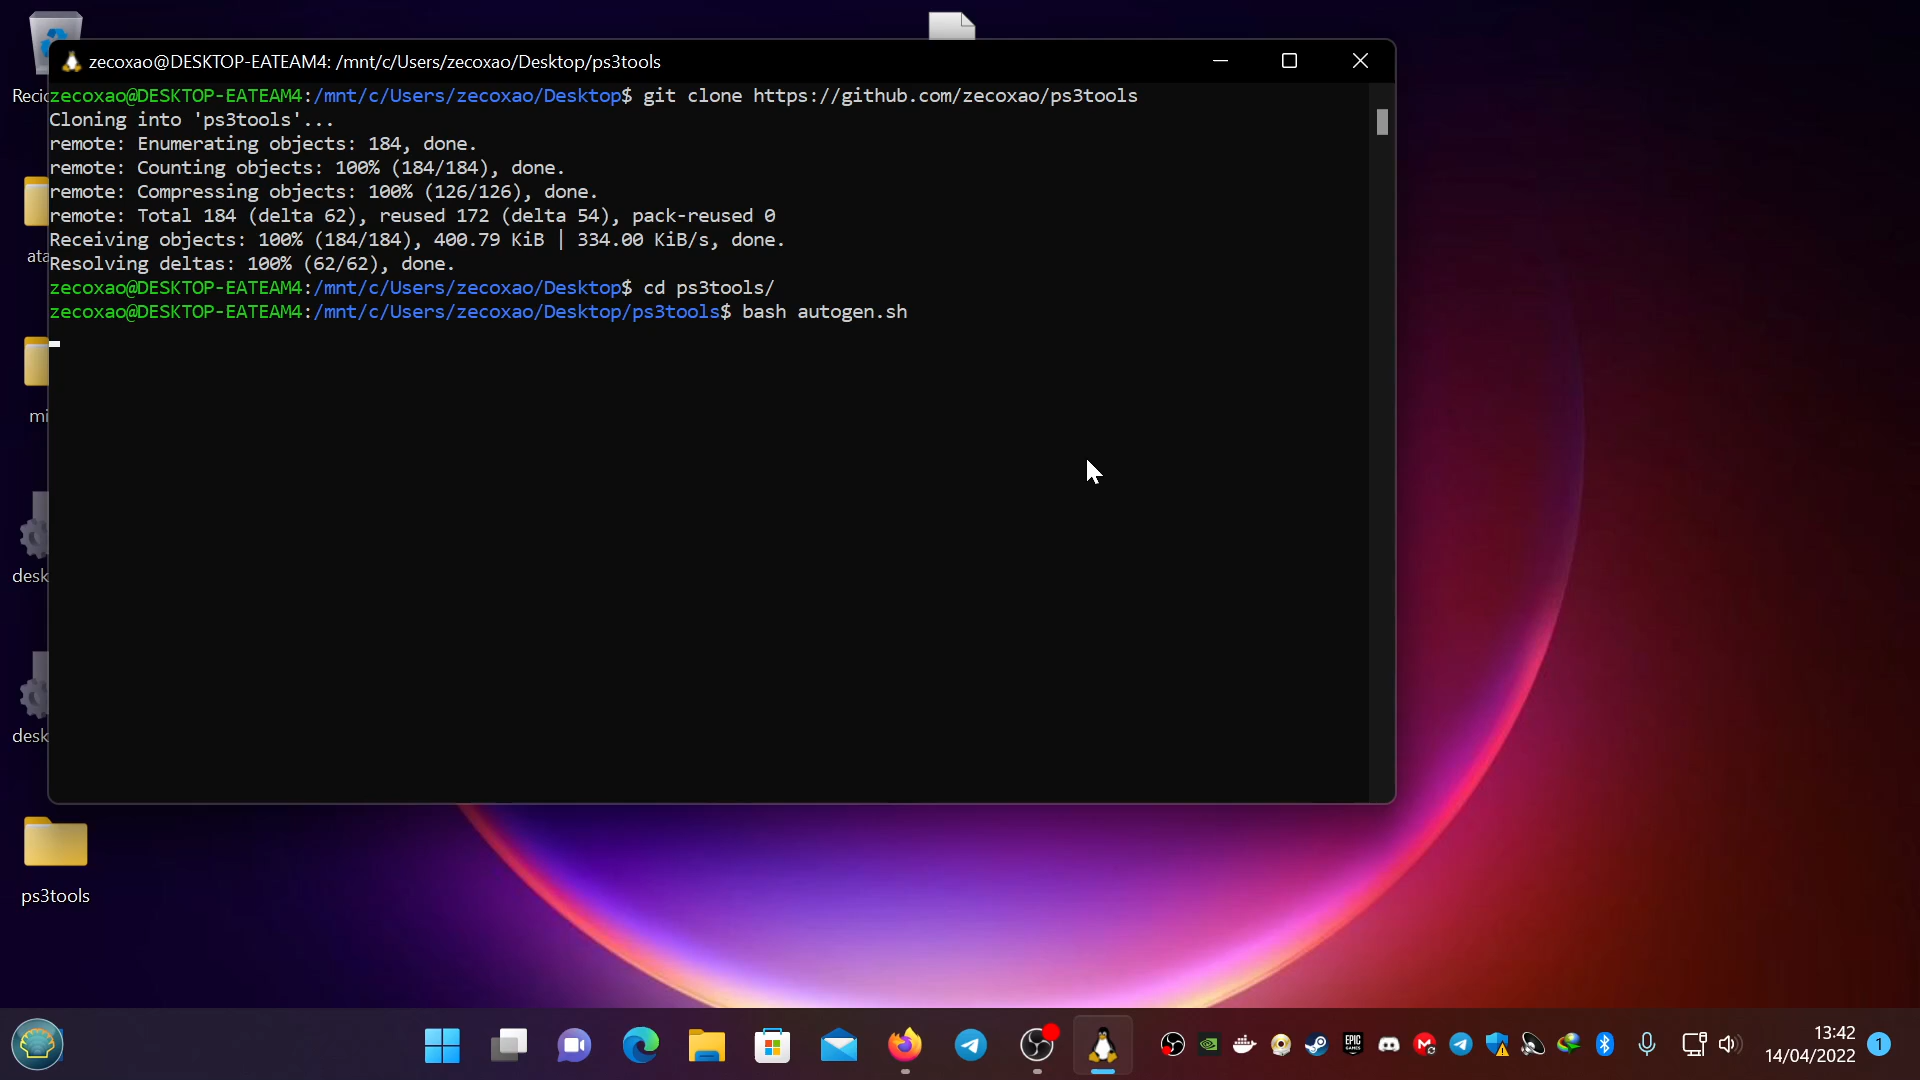 zecoxao@DESKTOP-EATEAM4: /mnt/c/Users/zecoxao/Desktop/ps3tools
zecoxao@DESKTOP-EATEAM4:/mnt/c/Users/zecoxao/Desktop$ git clone https://github.com/zecoxao/ps3tools
Cloning into 'ps3tools'...
remote: Enumerating objects: 184, done.
remote: Counting objects: 100% (184/184), done.
remote: Compressing objects: 100% (126/126), done.
remote: Total 184 (delta 62), reused 172 (delta 54), pack-reused 0
Receiving objects: 100% (184/184), 400.79 KiB | 334.00 KiB/s, done.
Resolving deltas: 100% (62/62), done.
zecoxao@DESKTOP-EATEAM4:/mnt/c/Users/zecoxao/Desktop$ cd ps3tools/
zecoxao@DESKTOP-EATEAM4:/mnt/c/Users/zecoxao/Desktop/ps3tools$ bash autogen.sh
Recic
ata
mi
desk
desk
ps3tools
EPIC
GAMES
13:42
14/04/2022
1